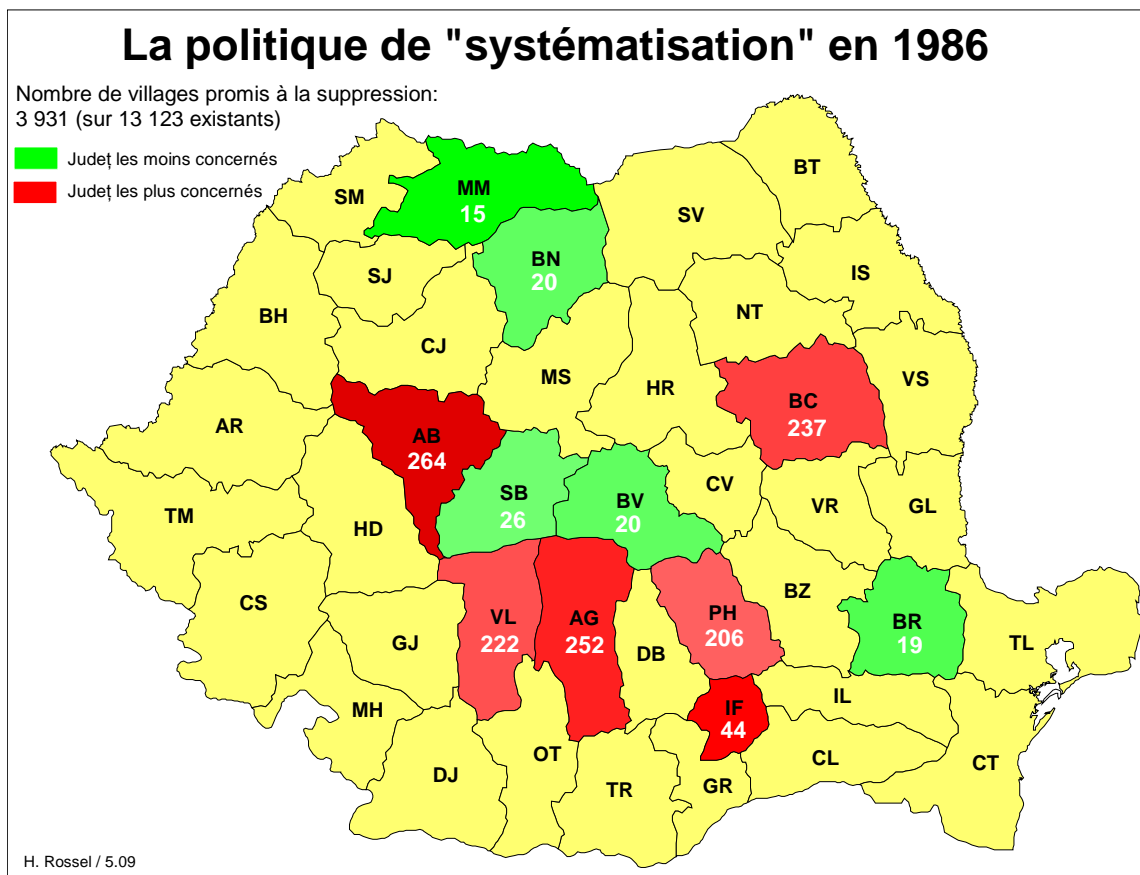 La politique de "systématisation" en 1986
Nombre de villages promis à la suppression:
3 931 (sur 13 123 existants)
Judeţ les moins concernés
Judeţ les plus concernés
BT
SM
MM
15
SV
BN
20
IS
SJ
NT
BH
CJ
MS
HR
VS
BC
237
AR
AB
264
SB
26
BV
20
CV
VR
GL
TM
HD
CS
VL
222
AG
252
PH
206
BZ
BR
19
TL
GJ
DB
IL
IF
44
MH
OT
CL
CT
DJ
TR
GR
H. Rossel / 5.09